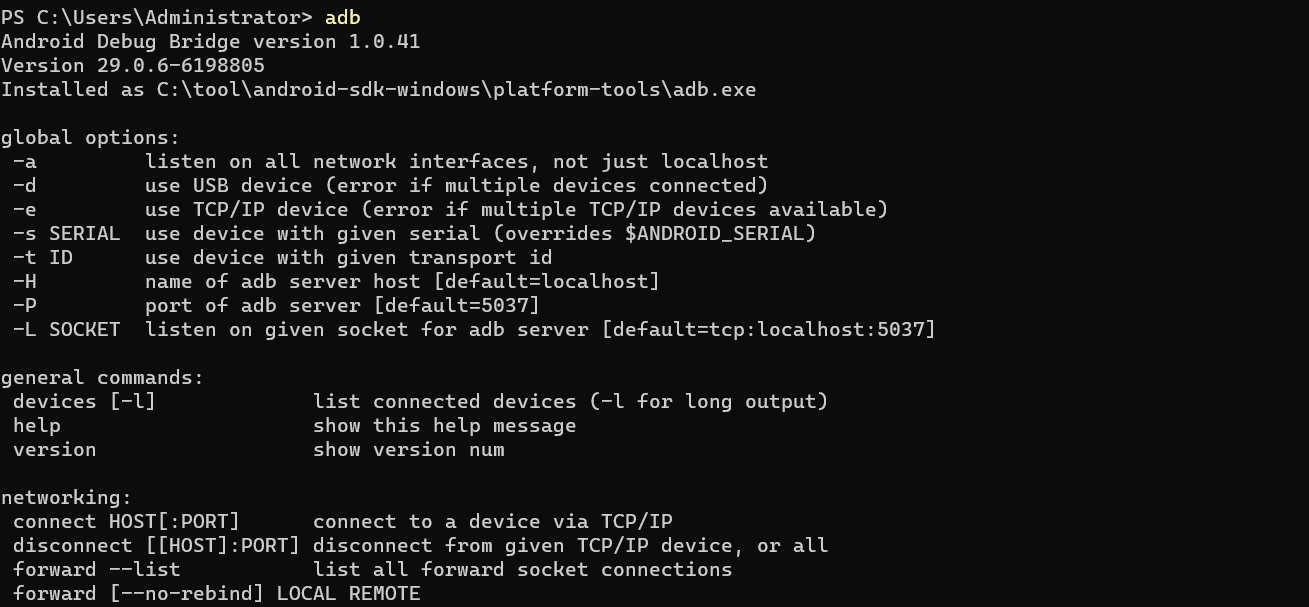 PS C:\Users\Administrator> adb
Android Debug Bridge version 1.0.41
Version 29.0.6-6198805
Installed as C:\tool\android-sdk-windows\platform-tools\adb.exe

global options:
 -a         listen on all network interfaces, not just localhost
 -d         use USB device (error if multiple devices connected)
 -e         use TCP/IP device (error if multiple TCP/IP devices available)
 -s SERIAL  use device with given serial (overrides $ANDROID_SERIAL)
 -t ID      use device with given transport id
 -H         name of adb server host [default=localhost]
 -P         port of adb server [default=5037]
 -L SOCKET  listen on given socket for adb server [default=tcp:localhost:5037]

general commands:
 devices [-l]             list connected devices (-l for long output)
 help                     show this help message
 version                  show version num

networking:
 connect HOST[:PORT]      connect to a device via TCP/IP
 disconnect [[HOST]:PORT] disconnect from given TCP/IP device, or all
 forward --list           list all forward socket connections
 forward [--no-rebind] LOCAL REMOTE